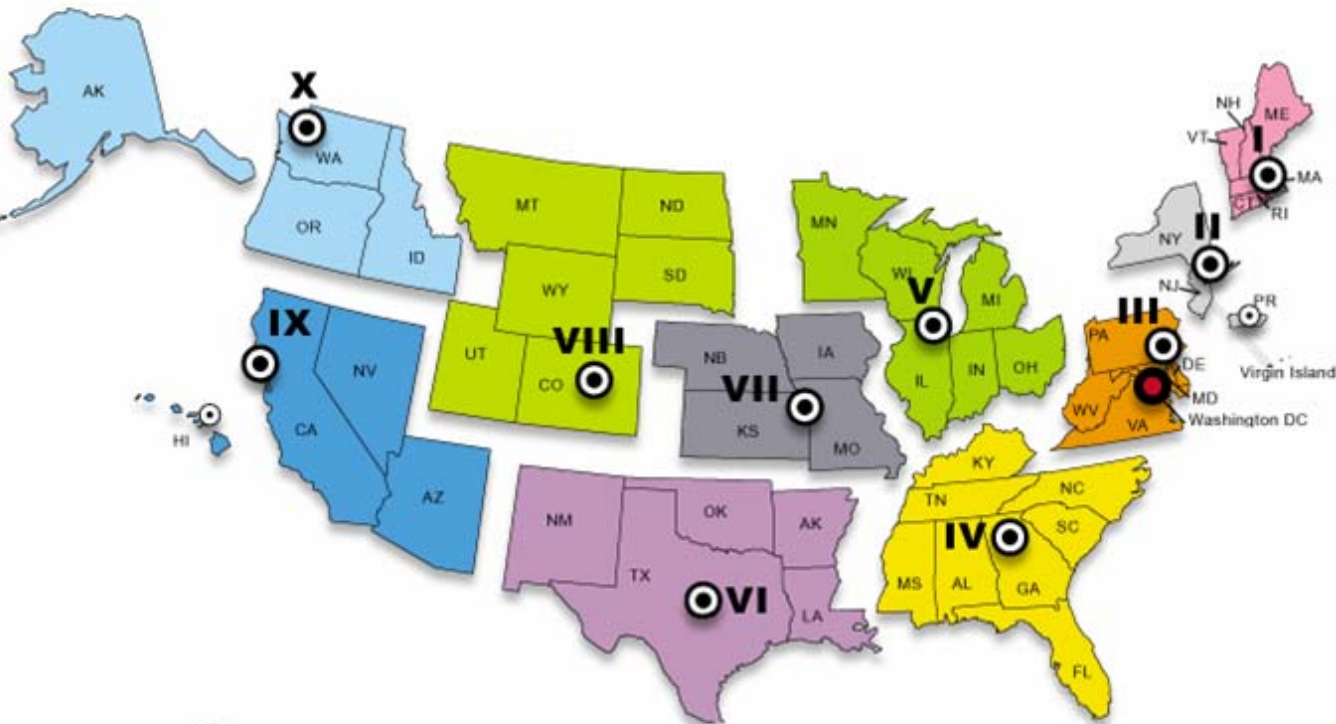 AK
X
WA
OR
ID
MT
ND
SD
WY
UT
CO
VIII
IX
NV
CA
AZ
HI
NB
IA
KS
MO
VII
MN
WI
MI
V
IL
IN
OH
NH
ME
VT
I
MA
CT
RI
II
NY
NJ
PR
Virgin Island
III
PA
DE
MD
WV
VA
Washington DC
KY
TN
NC
SC
IV
MS
AL
GA
FL
NM
OK
AK
TX
LA
VI